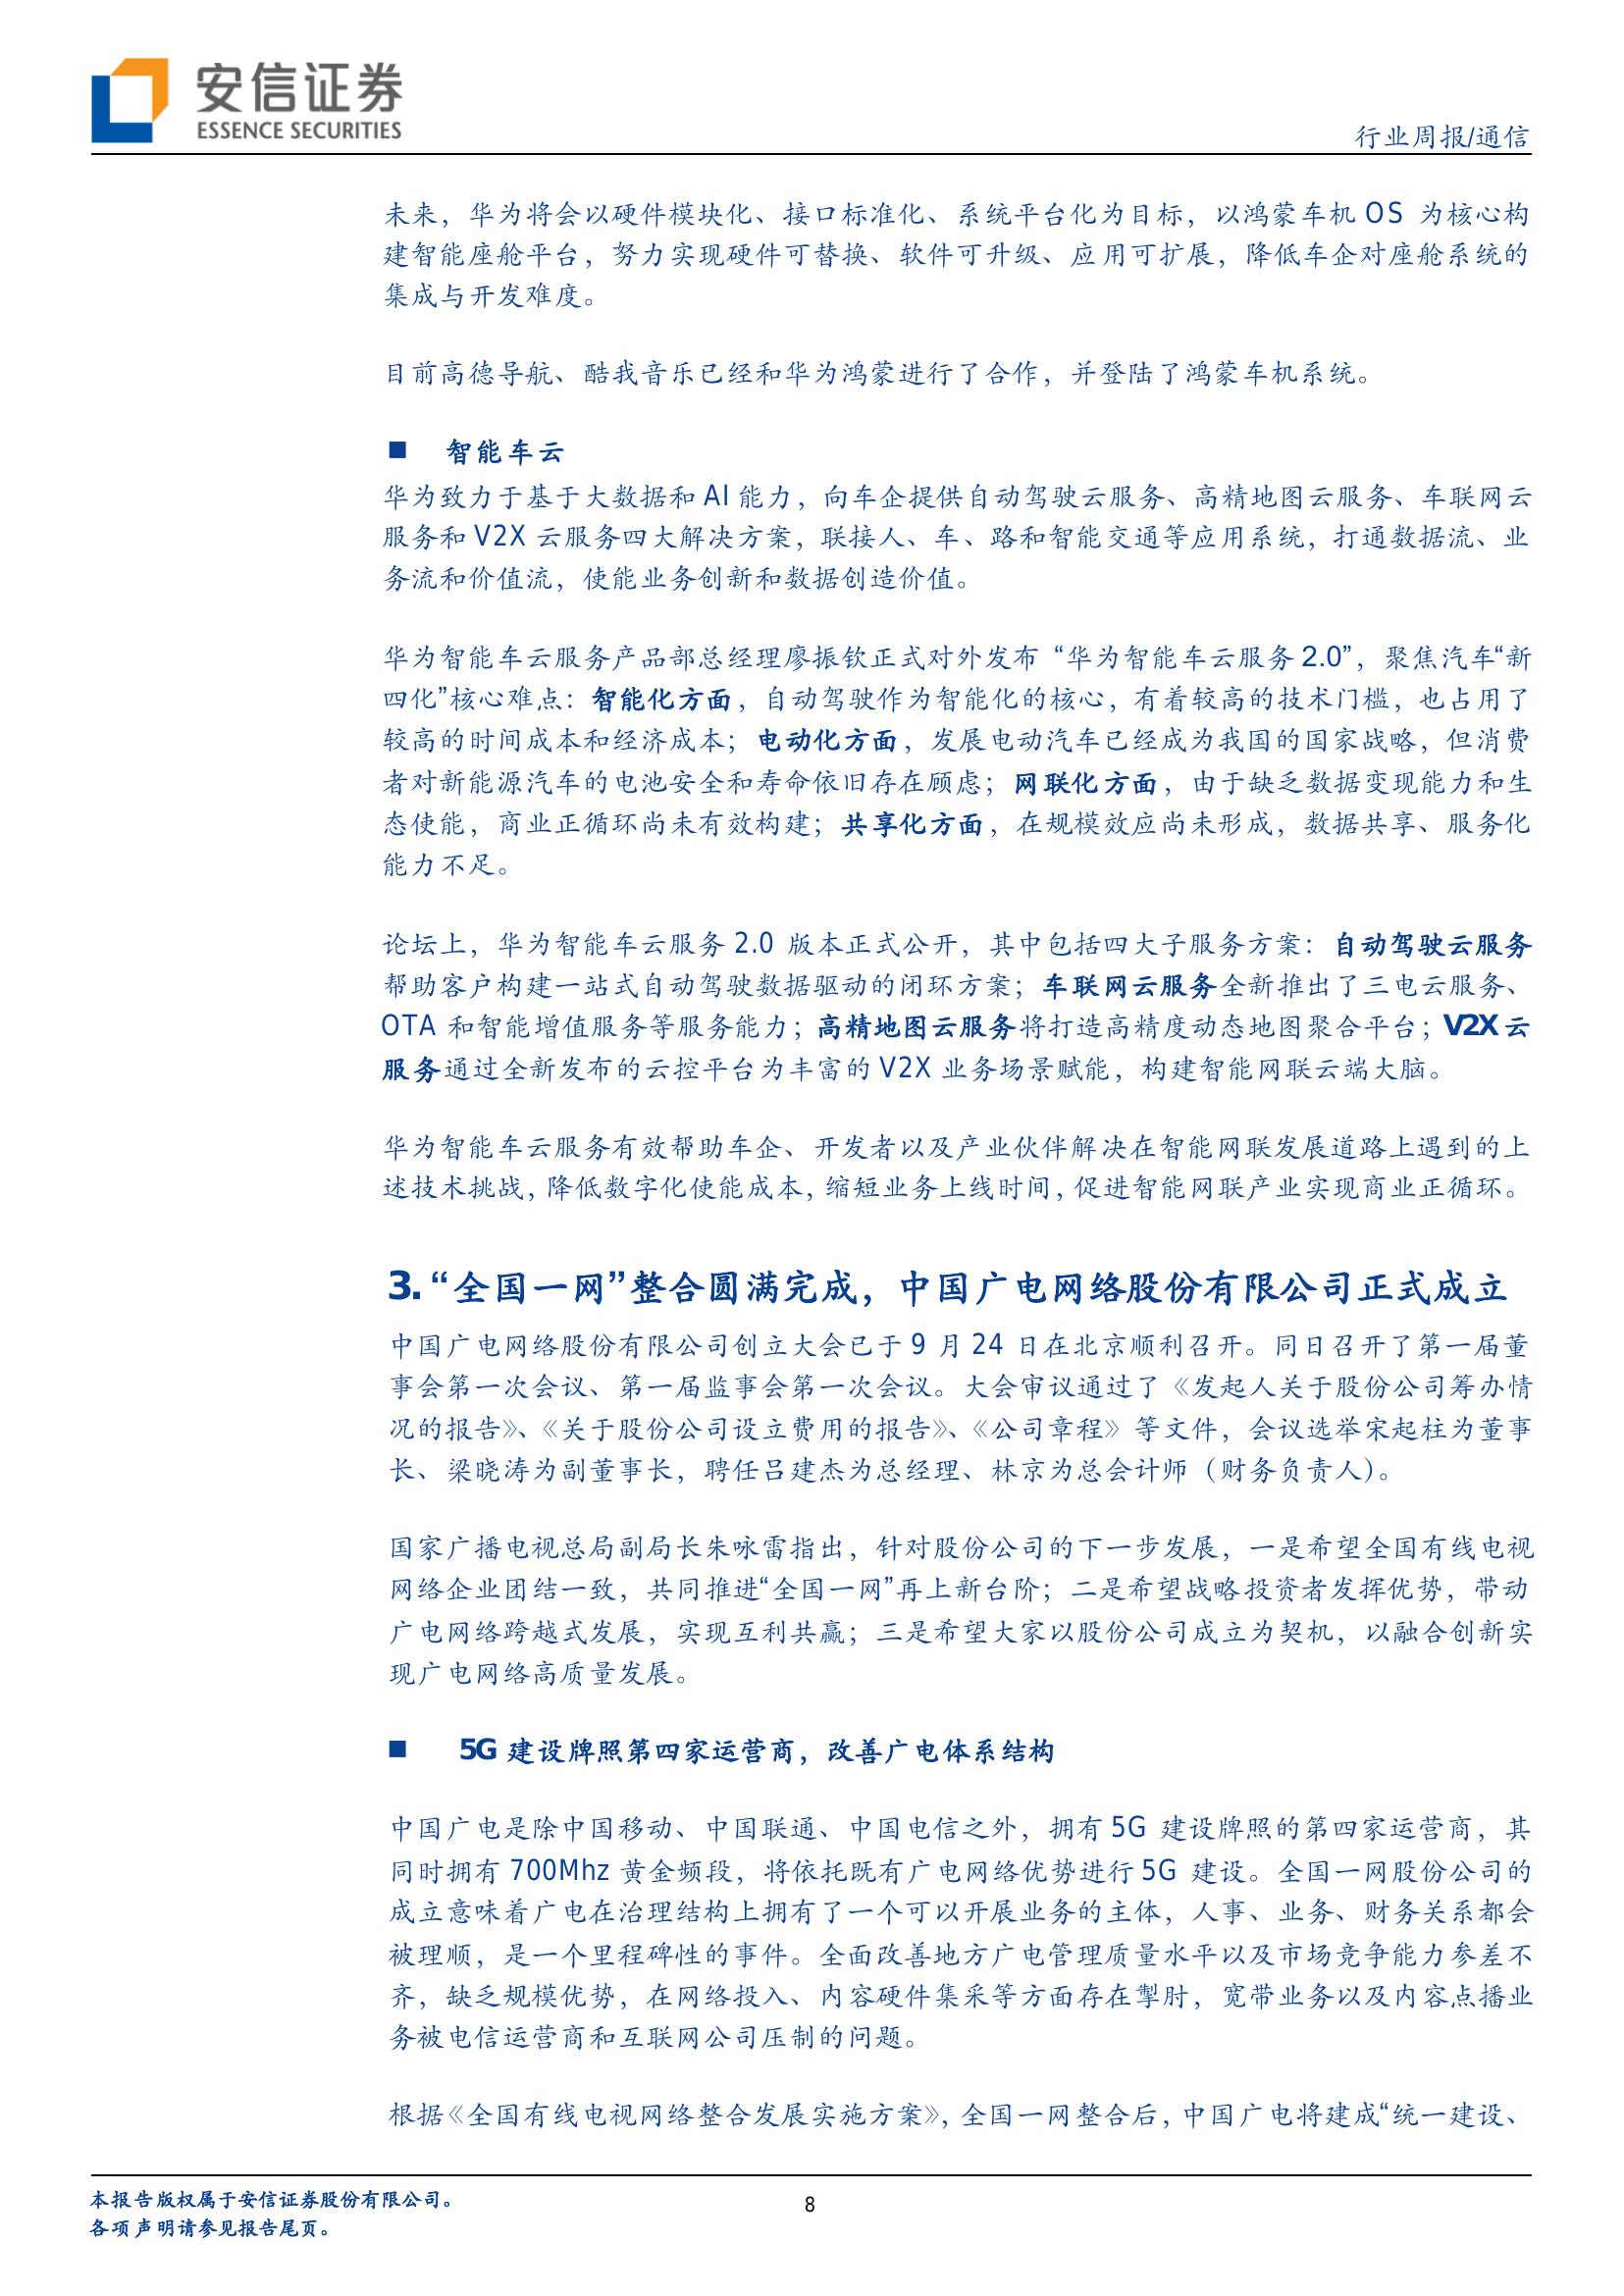 安信证券
ESSENCE SECURITIES
行业周报/通信
未来，华为将会以硬件模块化、接口标准化、系统平台化为目标，以鸿蒙车机 OS 为核心构
建智能座舱平台，努力实现硬件可替换、软件可升级、应用可扩展，降低车企对座舱系统的
集成与开发难度。
目前高德导航、酷我音乐已经和华为鸿蒙进行了合作，并登陆了鸿蒙车机系统。
■ 智能车云
华为致力于基于大数据和 AI 能力，向车企提供自动驾驶云服务、高精地图云服务、车联网云
服务和 V2X 云服务四大解决方案，联接人、车、路和智能交通等应用系统，打通数据流、业
务流和价值流，使能业务创新和数据创造价值。
华为智能车云服务产品部总经理廖振钦正式对外发布“华为智能车云服务 2.0”，聚焦汽车“新
四化”核心难点：智能化方面，自动驾驶作为智能化的核心，有着较高的技术门槛，也占用了
较高的时间成本和经济成本；电动化方面，发展电动汽车已经成为我国的国家战略，但消费
者对新能源汽车的电池安全和寿命依旧存在顾虑；网联化方面，由于缺乏数据变现能力和生
态使能，商业正循环尚未有效构建；共享化方面，在规模效应尚未形成，数据共享、服务化
能力不足。
论坛上，华为智能车云服务 2.0 版本正式公开，其中包括四大子服务方案：自动驾驶云服务
帮助客户构建一站式自动驾驶数据驱动的闭环方案；车联网云服务全新推出了三电云服务、
OTA 和智能增值服务等服务能力；高精地图云服务将打造高精度动态地图聚合平台；V2X 云
服务通过全新发布的云控平台为丰富的 V2X 业务场景赋能，构建智能网联云端大脑。
华为智能车云服务有效帮助车企、开发者以及产业伙伴解决在智能网联发展道路上遇到的上
述技术挑战，降低数字化使能成本，缩短业务上线时间，促进智能网联产业实现商业正循环。
3. “全国一网”整合圆满完成，中国广电网络股份有限公司正式成立
中国广电网络股份有限公司创立大会已于 9 月 24 日在北京顺利召开。同日召开了第一届董
事会第一次会议、第一届监事会第一次会议。大会审议通过了《发起人关于股份公司筹办情
况的报告》、《关于股份公司设立费用的报告》、《公司章程》等文件，会议选举宋起柱为董事
长、梁晓涛为副董事长，聘任吕建杰为总经理、林京为总会计师（财务负责人）。
国家广播电视总局副局长朱咏雷指出，针对股份公司的下一步发展，一是希望全国有线电视
网络企业团结一致，共同推进“全国一网”再上新台阶；二是希望战略投资者发挥优势，带动
广电网络跨越式发展，实现互利共赢；三是希望大家以股份公司成立为契机，以融合创新实
现广电网络高质量发展。
■ 5G 建设牌照第四家运营商，改善广电体系结构
中国广电是除中国移动、中国联通、中国电信之外，拥有 5G 建设牌照的第四家运营商，其
同时拥有 700Mhz 黄金频段，将依托既有广电网络优势进行 5G 建设。全国一网股份公司的
成立意味着广电在治理结构上拥有了一个可以开展业务的主体，人事、业务、财务关系都会
被理顺，是一个里程碑性的事件。全面改善地方广电管理质量水平以及市场竞争能力参差不
齐，缺乏规模优势，在网络投入、内容硬件集采等方面存在掣肘，宽带业务以及内容点播业
务被电信运营商和互联网公司压制的问题。
根据《全国有线电视网络整合发展实施方案》，全国一网整合后，中国广电将建成“统一建设、
本报告版权属于安信证券股份有限公司。
各项声明请参见报告尾页。
8